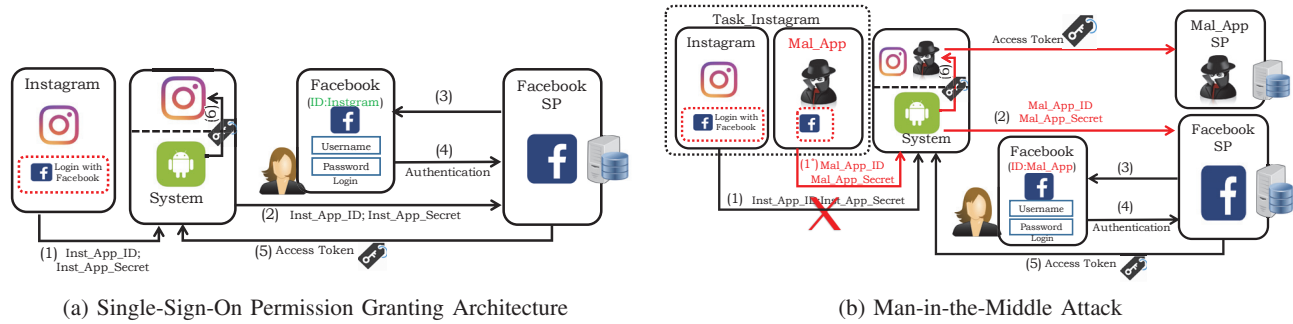 Instagram
Login with
Facebook
System
(6)
Facebook
(ID:Instgram)
Username
Password
Login
(3)
(4)
Authentication
Facebook
SP
(2) Inst_App_ID; Inst_App_Secret
(5) Access Token
(1) Inst_App_ID;
Inst_App_Secret
(a) Single-Sign-On Permission Granting Architecture
Task_Instagram
Instagram
Login with
Facebook
Mal_App
(6)
System
Access Token
Mal_App
SP
(2) Mal_App_ID
Mal_App_Secret
(1*) Mal_App_ID
Mal_App_Secret
(1) Inst_App_ID;Inst_App_Secret
Facebook
(ID:Mal_App)
Username
Password
Login
(3)
(4)
Authentication
Facebook
SP
(5) Access Token
(b) Man-in-the-Middle Attack